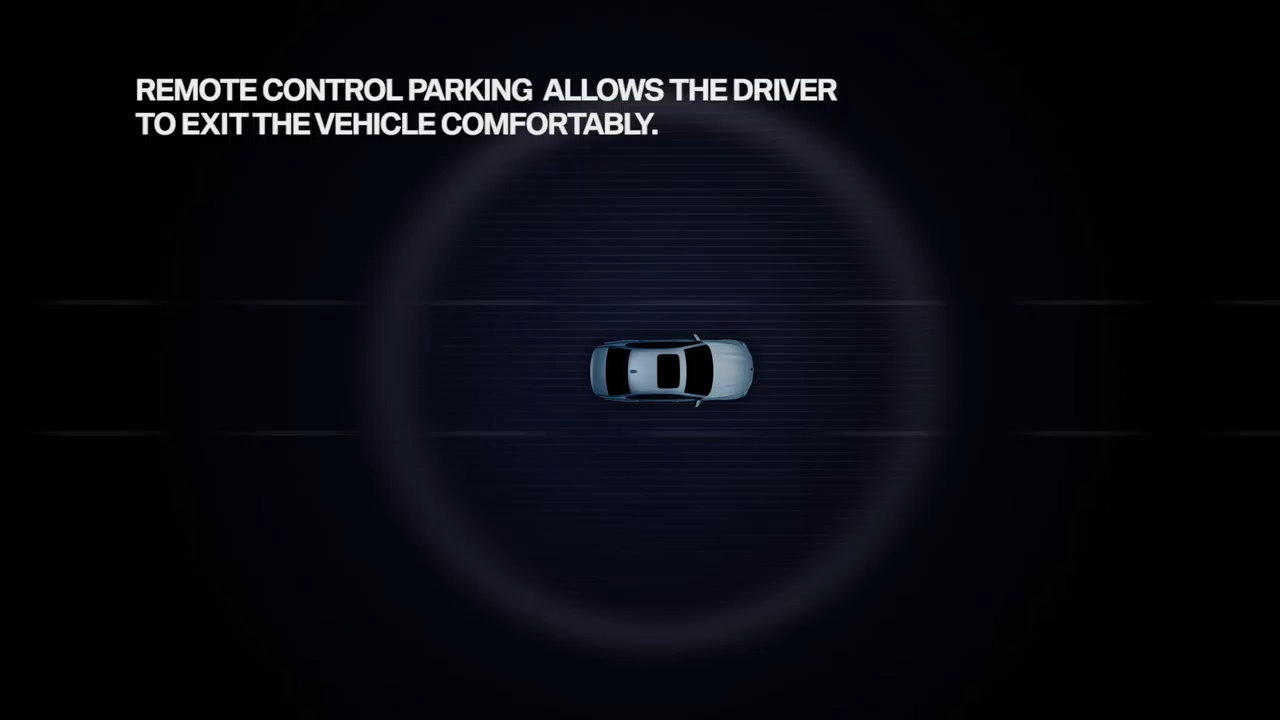 REMOTE CONTROL PARKING  ALLOWS THE DRIVER
TO EXIT THE VEHICLE COMFORTABLY.